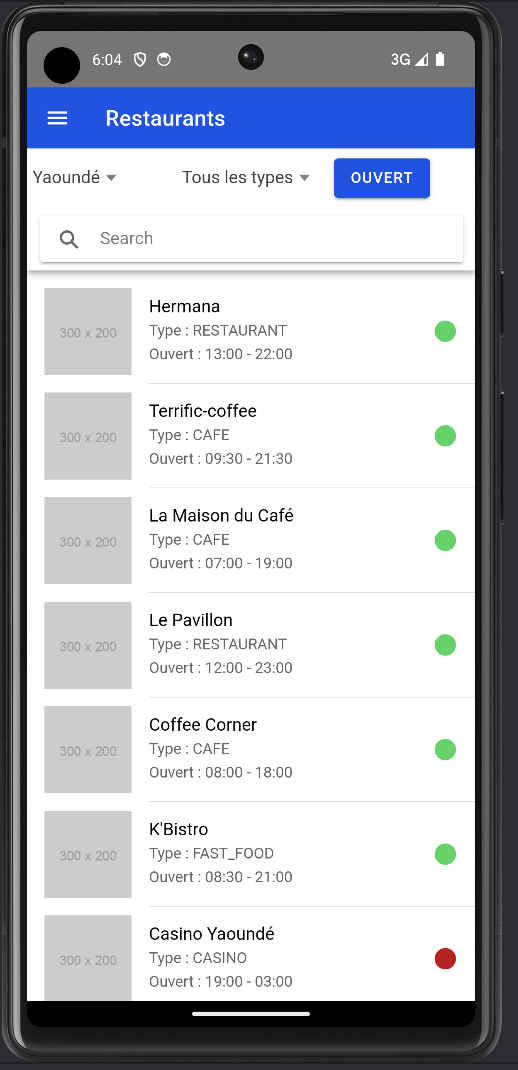 6:04 3G
Restaurants
Yaoundé Tous les types OUVERT
Search
300 x 200
Hermana
Type : RESTAURANT
Ouvert : 13:00 - 22:00
300 x 200
Terrific-coffee
Type : CAFE
Ouvert : 09:30 - 21:30
300 x 200
La Maison du Café
Type : CAFE
Ouvert : 07:00 - 19:00
300 x 200
Le Pavillon
Type : RESTAURANT
Ouvert : 12:00 - 23:00
300 x 200
Coffee Corner
Type : CAFE
Ouvert : 08:00 - 18:00
300 x 200
K'Bistro
Type : FAST_FOOD
Ouvert : 08:30 - 21:00
300 x 200
Casino Yaoundé
Type : CASINO
Ouvert : 19:00 - 03:00